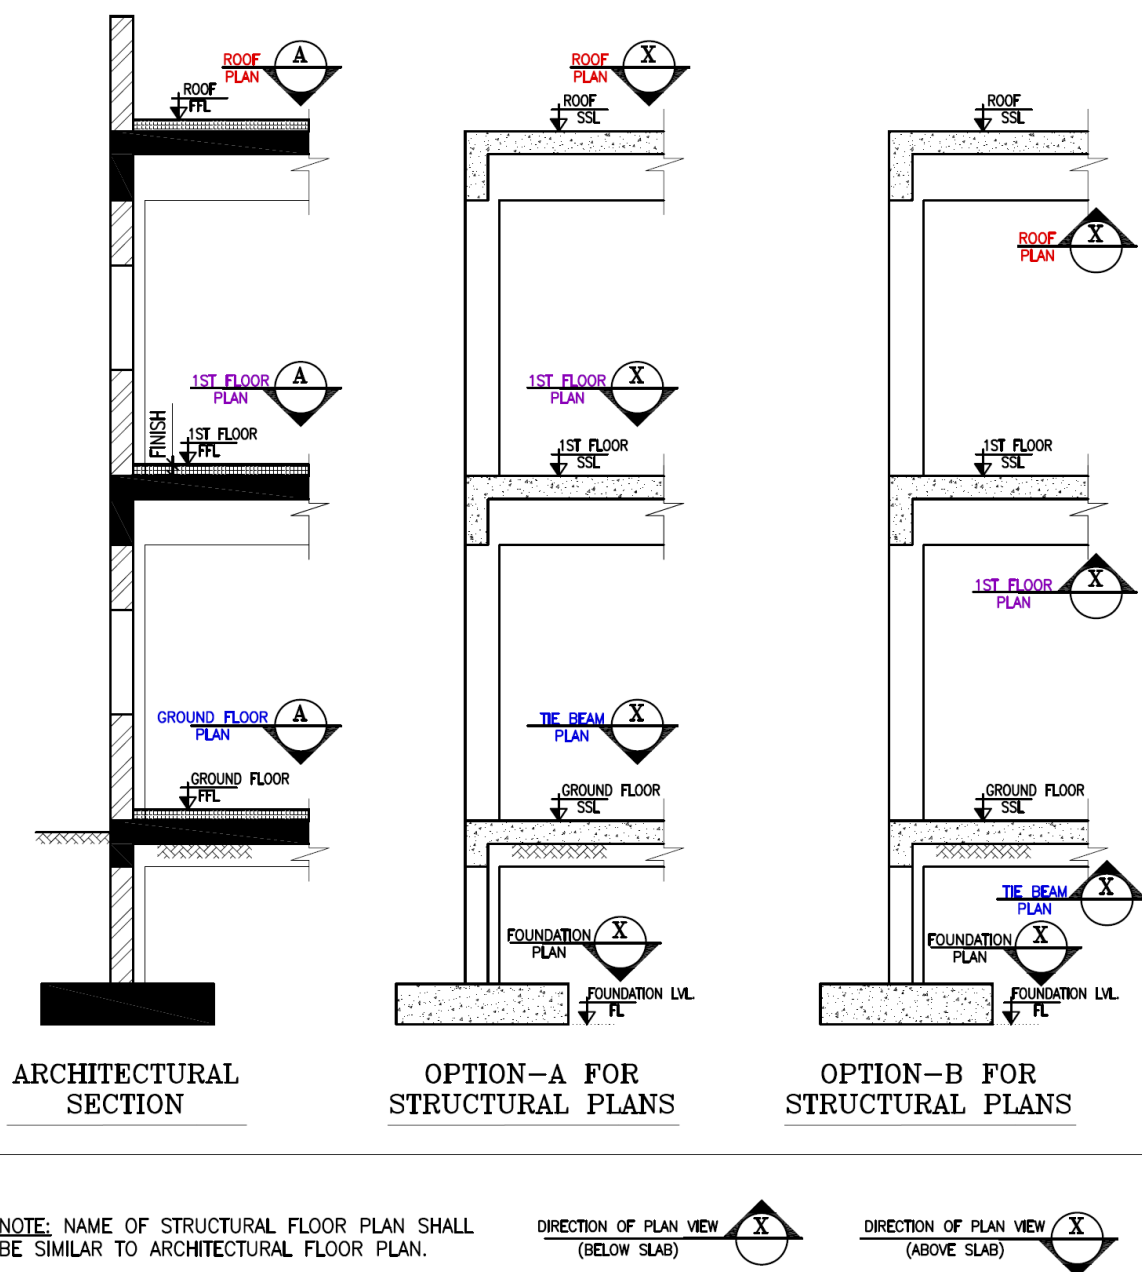 ROOF
PLAN
A
ROOF
FFL
1ST FLOOR
PLAN
A
FINISH
1ST FLOOR
FFL
GROUND FLOOR
PLAN
A
GROUND FLOOR
FFL
ARCHITECTURAL
SECTION
ROOF
PLAN
X
ROOF
SSL
1ST FLOOR
PLAN
X
1ST FLOOR
SSL
TIE BEAM
PLAN
X
GROUND FLOOR
SSL
FOUNDATION
PLAN
X
FOUNDATION LVL.
FL
OPTION-A FOR
STRUCTURAL PLANS
ROOF
SSL
ROOF
PLAN
X
1ST FLOOR
SSL
1ST FLOOR
PLAN
X
GROUND FLOOR
SSL
TIE BEAM
PLAN
X
FOUNDATION
PLAN
X
FOUNDATION LVL.
FL
OPTION-B FOR
STRUCTURAL PLANS
NOTE: NAME OF STRUCTURAL FLOOR PLAN SHALL
BE SIMILAR TO ARCHITECTURAL FLOOR PLAN.
DIRECTION OF PLAN VIEW
(BELOW SLAB)
X
DIRECTION OF PLAN VIEW
(ABOVE SLAB)
X